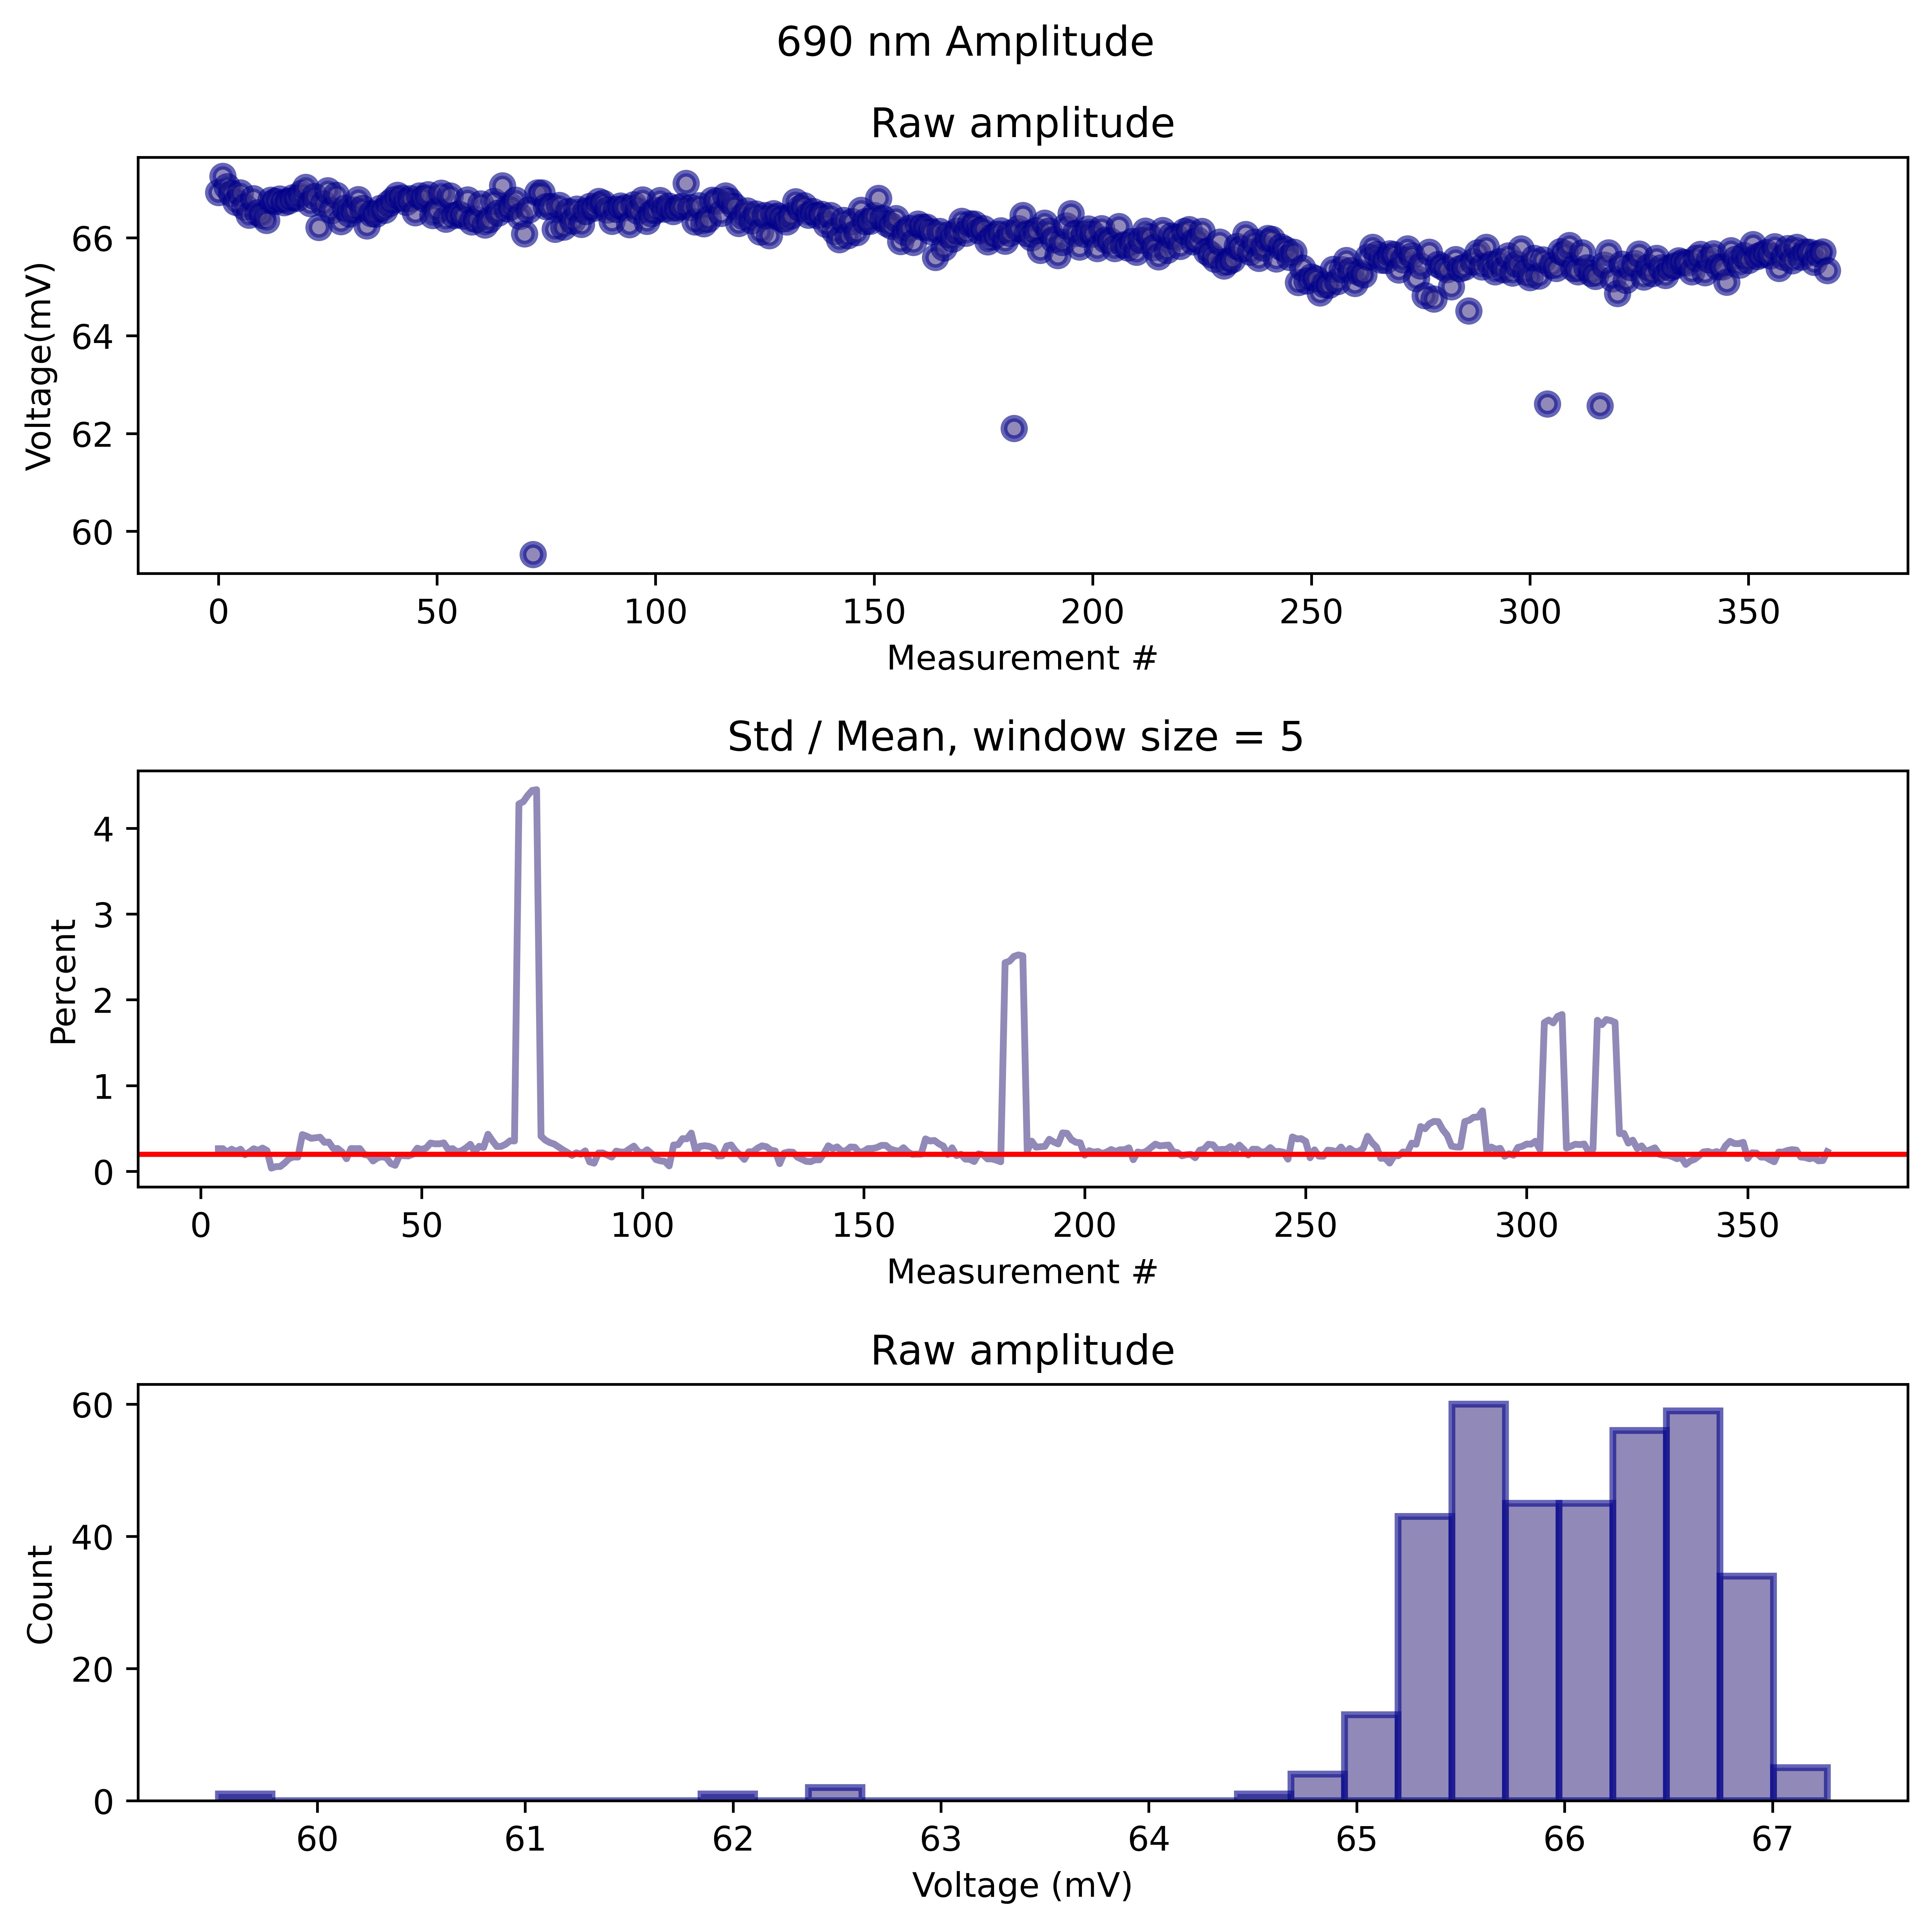 690 nm Amplitude
Raw amplitude
Voltage(mV)
66
64
62
60
0 50 100 150 200 250 300 350
Measurement #
Std / Mean, window size = 5
Percent
4
3
2
1
0
0 50 100 150 200 250 300 350
Measurement #
Raw amplitude
Count
60
40
20
0
60 61 62 63 64 65 66 67
Voltage (mV)